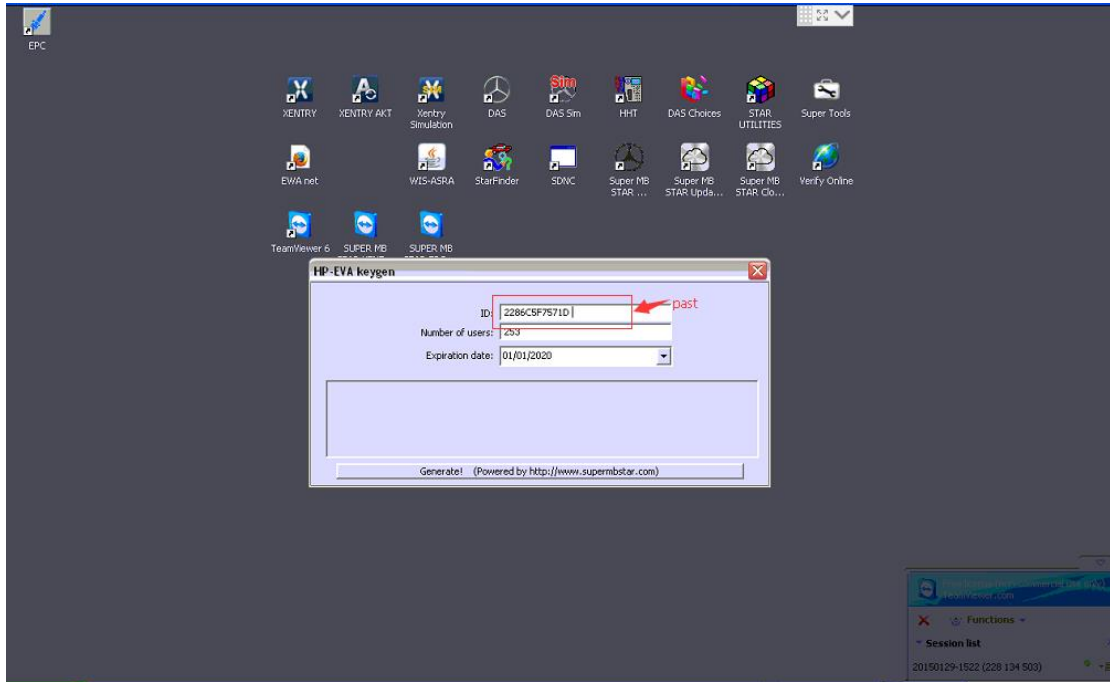 EPC
Sim
XENTRY
XENTRY AKT
Xentry
Simulation
DAS
DAS Sim
HHT
DAS Choices
STAR
UTILITIES
Super Tools
EWA net
WIS-ASRA
StarFinder
SDNC
Super MB
STAR ...
Super MB
STAR Upda...
Super MB
STAR Clo...
Verify Online
TeamViewer 6
SUPER MB
SUPER MB
HP-EVA keygen
ID: 2286C5F7571D
past
Number of users: 253
Expiration date: 01/01/2020
Generate! (Powered by http://www.supermbstar.com)
TeamViewer.com
Functions
Session list
20150129-1522 (228 134 503)